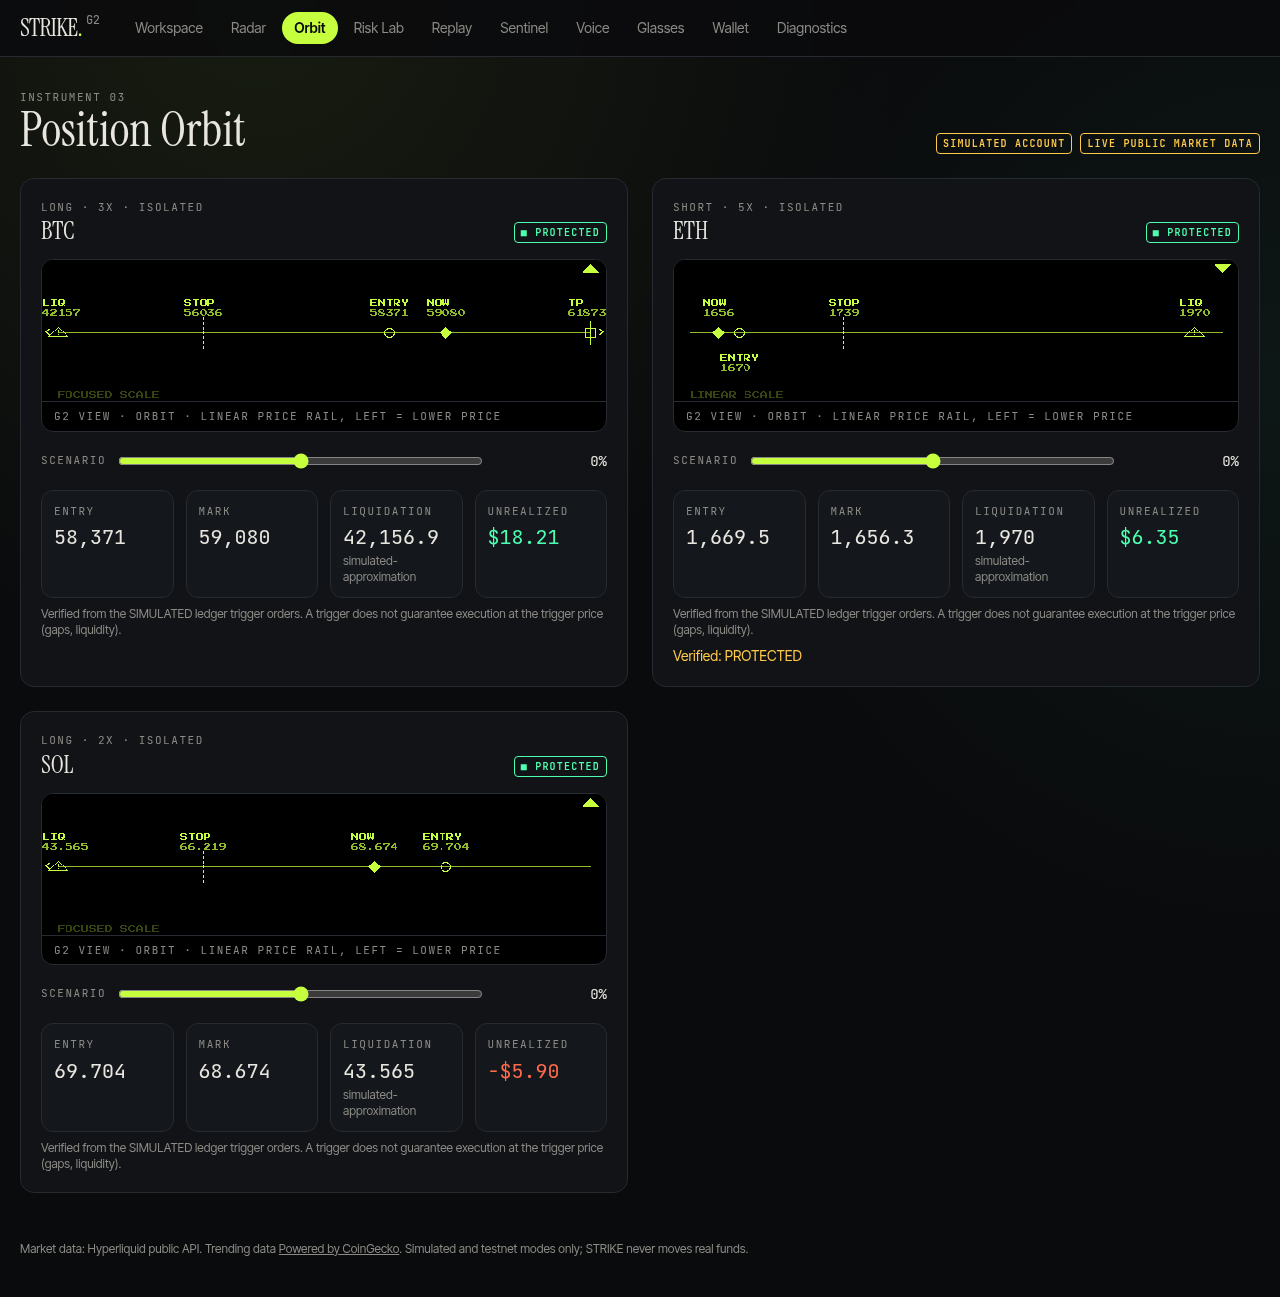 STRIKE. G2 Workspace Radar Orbit Risk Lab Replay Sentinel Voice Glasses Wallet Diagnostics
INSTRUMENT 03
Position Orbit
SIMULATED ACCOUNT LIVE PUBLIC MARKET DATA
LONG · 3X · ISOLATED
BTC
■ PROTECTED
LIQ STOP ENTRY NOW TP
42157 56036 58371 59080 61873
FOCUSED SCALE
G2 VIEW · ORBIT · LINEAR PRICE RAIL, LEFT = LOWER PRICE
SCENARIO 0%
ENTRY MARK LIQUIDATION UNREALIZED
58,371 59,080 42,156.9 $18.21
simulated-
approximation
Verified from the SIMULATED ledger trigger orders. A trigger does not guarantee execution at the trigger price
(gaps, liquidity).
SHORT · 5X · ISOLATED
ETH
■ PROTECTED
NOW STOP LIQ
1656 1739 1970
ENTRY
1670
LINEAR SCALE
G2 VIEW · ORBIT · LINEAR PRICE RAIL, LEFT = LOWER PRICE
SCENARIO 0%
ENTRY MARK LIQUIDATION UNREALIZED
1,669.5 1,656.3 1,970 $6.35
simulated-
approximation
Verified from the SIMULATED ledger trigger orders. A trigger does not guarantee execution at the trigger price
(gaps, liquidity).
Verified: PROTECTED
LONG · 2X · ISOLATED
SOL
■ PROTECTED
LIQ STOP NOW ENTRY
43.565 66.219 68.674 69.704
FOCUSED SCALE
G2 VIEW · ORBIT · LINEAR PRICE RAIL, LEFT = LOWER PRICE
SCENARIO 0%
ENTRY MARK LIQUIDATION UNREALIZED
69.704 68.674 43.565 -$5.90
simulated-
approximation
Verified from the SIMULATED ledger trigger orders. A trigger does not guarantee execution at the trigger price
(gaps, liquidity).
Market data: Hyperliquid public API. Trending data Powered by CoinGecko. Simulated and testnet modes only; STRIKE never moves real funds.